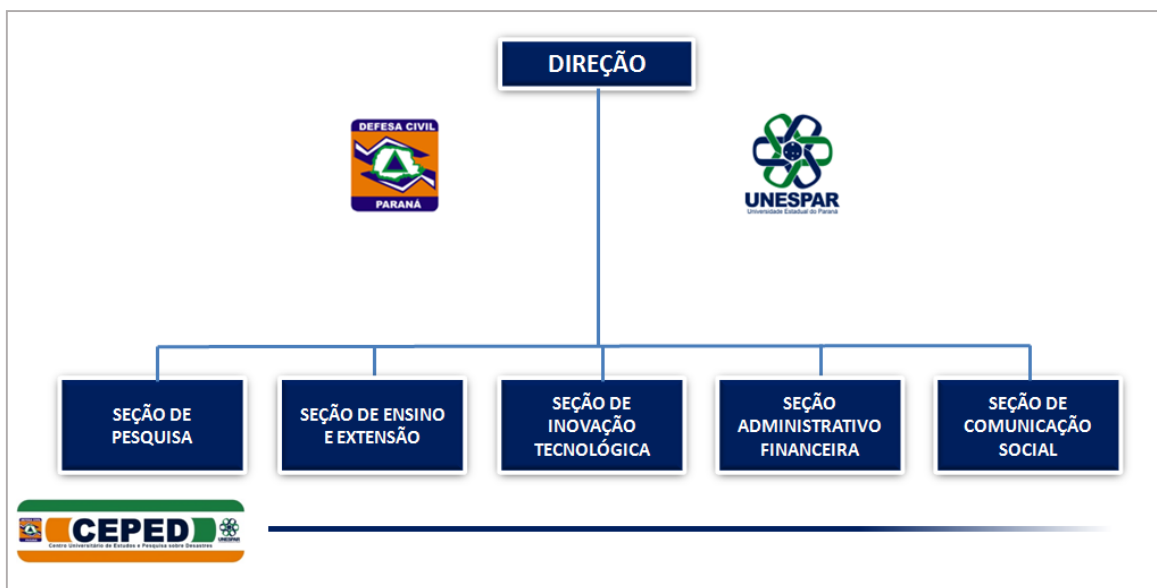 DIREÇÃO
DEFESA CIVIL
PARANÁ
UNESPAR
Universidade Estadual do Paraná
SEÇÃO DE
PESQUISA
SEÇÃO DE ENSINO
E EXTENSÃO
SEÇÃO DE
INOVAÇÃO
TECNOLÓGICA
SEÇÃO
ADMINISTRATIVO
FINANCEIRA
SEÇÃO DE
COMUNICAÇÃO
SOCIAL
CEPED
UNESPAR
Centro Universitário de Estudos e Pesquisa sobre Desastres